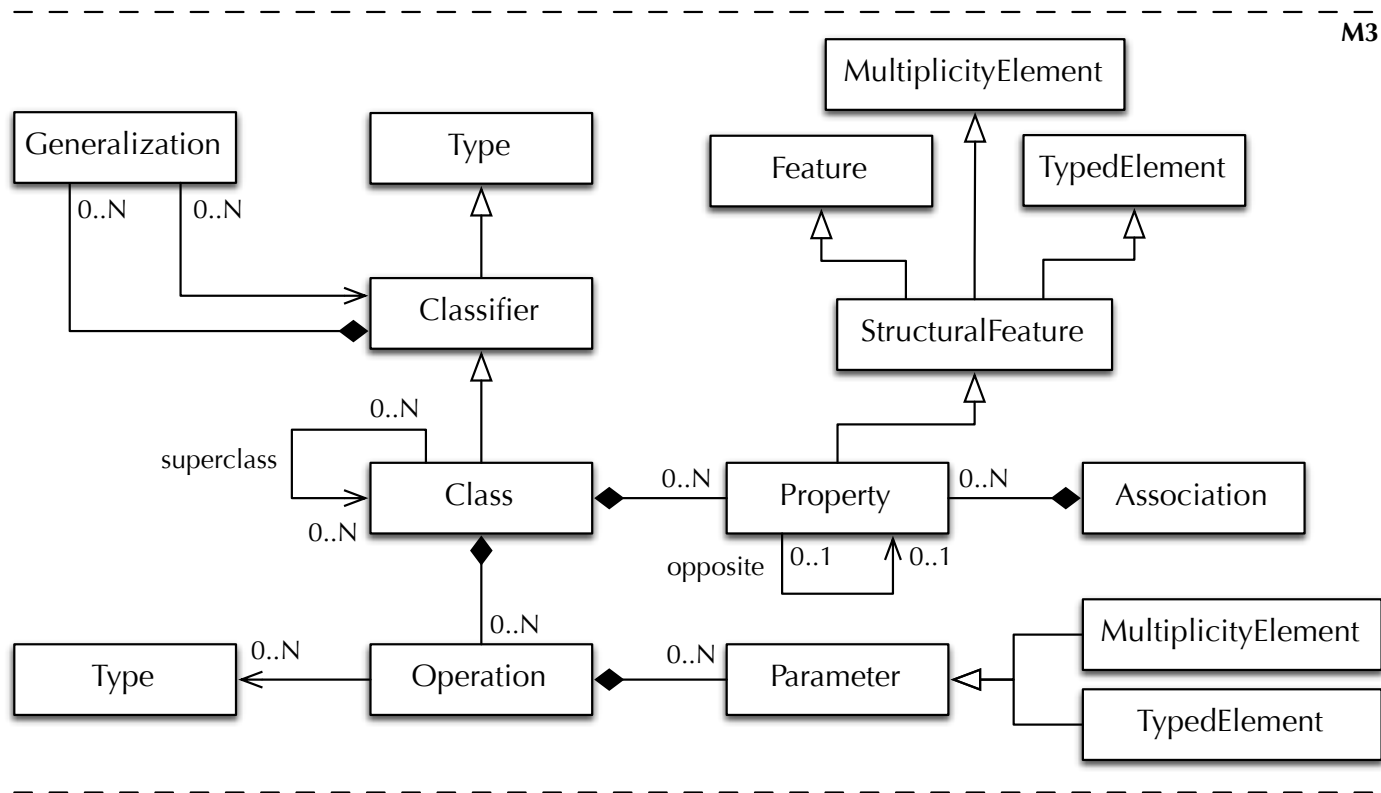 M3
MultiplicityElement
Generalization
Type
Feature
TypedElement
0..N
0..N
Classifier
StructuralFeature
0..N
superclass
Class
0..N
Property
0..N
Association
0..N
opposite
0..1
0..1
0..N
MultiplicityElement
0..N
0..N
Type
Operation
Parameter
TypedElement